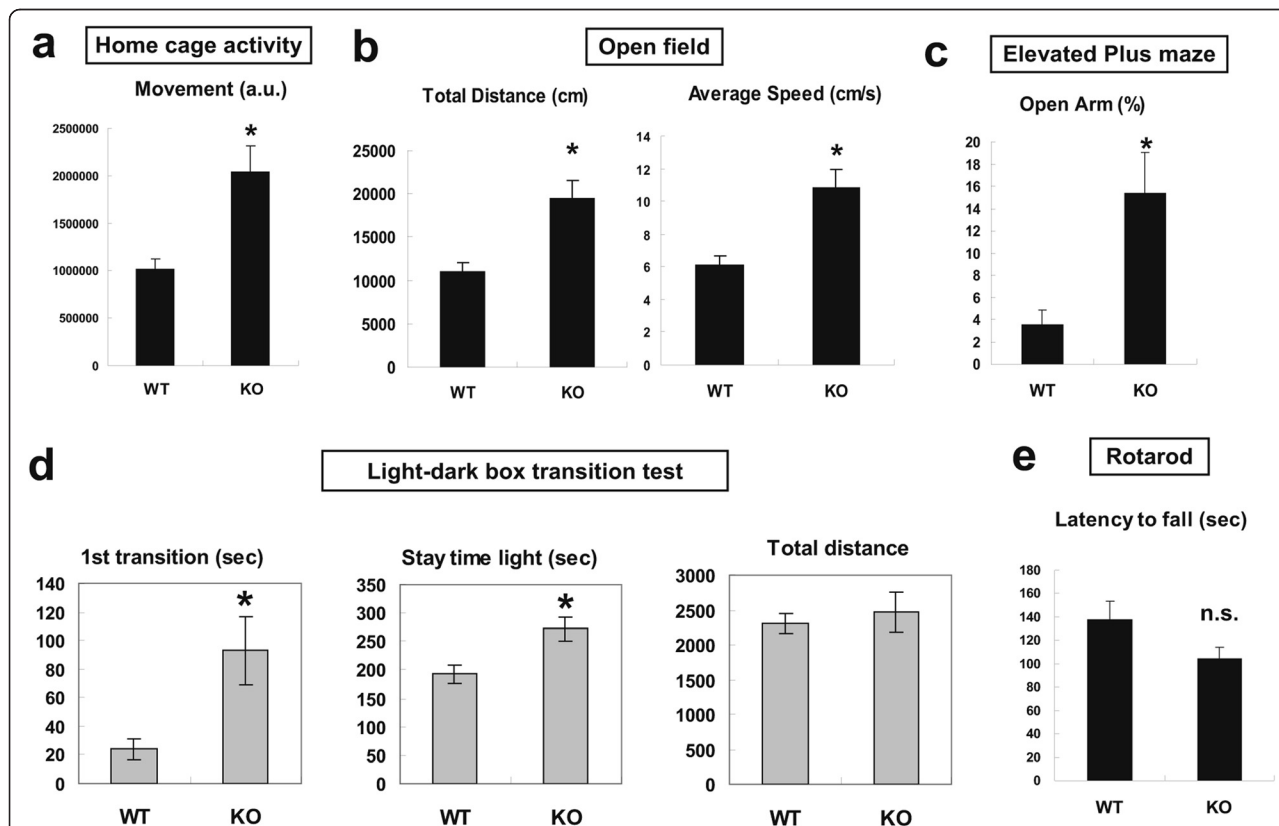 a
Home cage activity
Movement (a.u.)
2500000
2000000
1500000
1000000
500000
0
*
WT KO
b
Open field
Total Distance (cm)
25000
20000
15000
10000
5000
0
*
WT KO
Average Speed (cm/s)
14
12
10
8
6
4
2
0
*
WT KO
c
Elevated Plus maze
Open Arm (%)
20
18
16
14
12
10
8
6
4
2
0
*
WT KO
d
Light-dark box transition test
1st transition (sec)
140
120
100
80
60
40
20
0
*
WT KO
Stay time light (sec)
350
300
250
200
150
100
50
0
*
WT KO
Total distance
3000
2500
2000
1500
1000
500
0
WT KO
e
Rotarod
Latency to fall (sec)
180
160
140
120
100
80
60
40
20
0
n.s.
WT KO